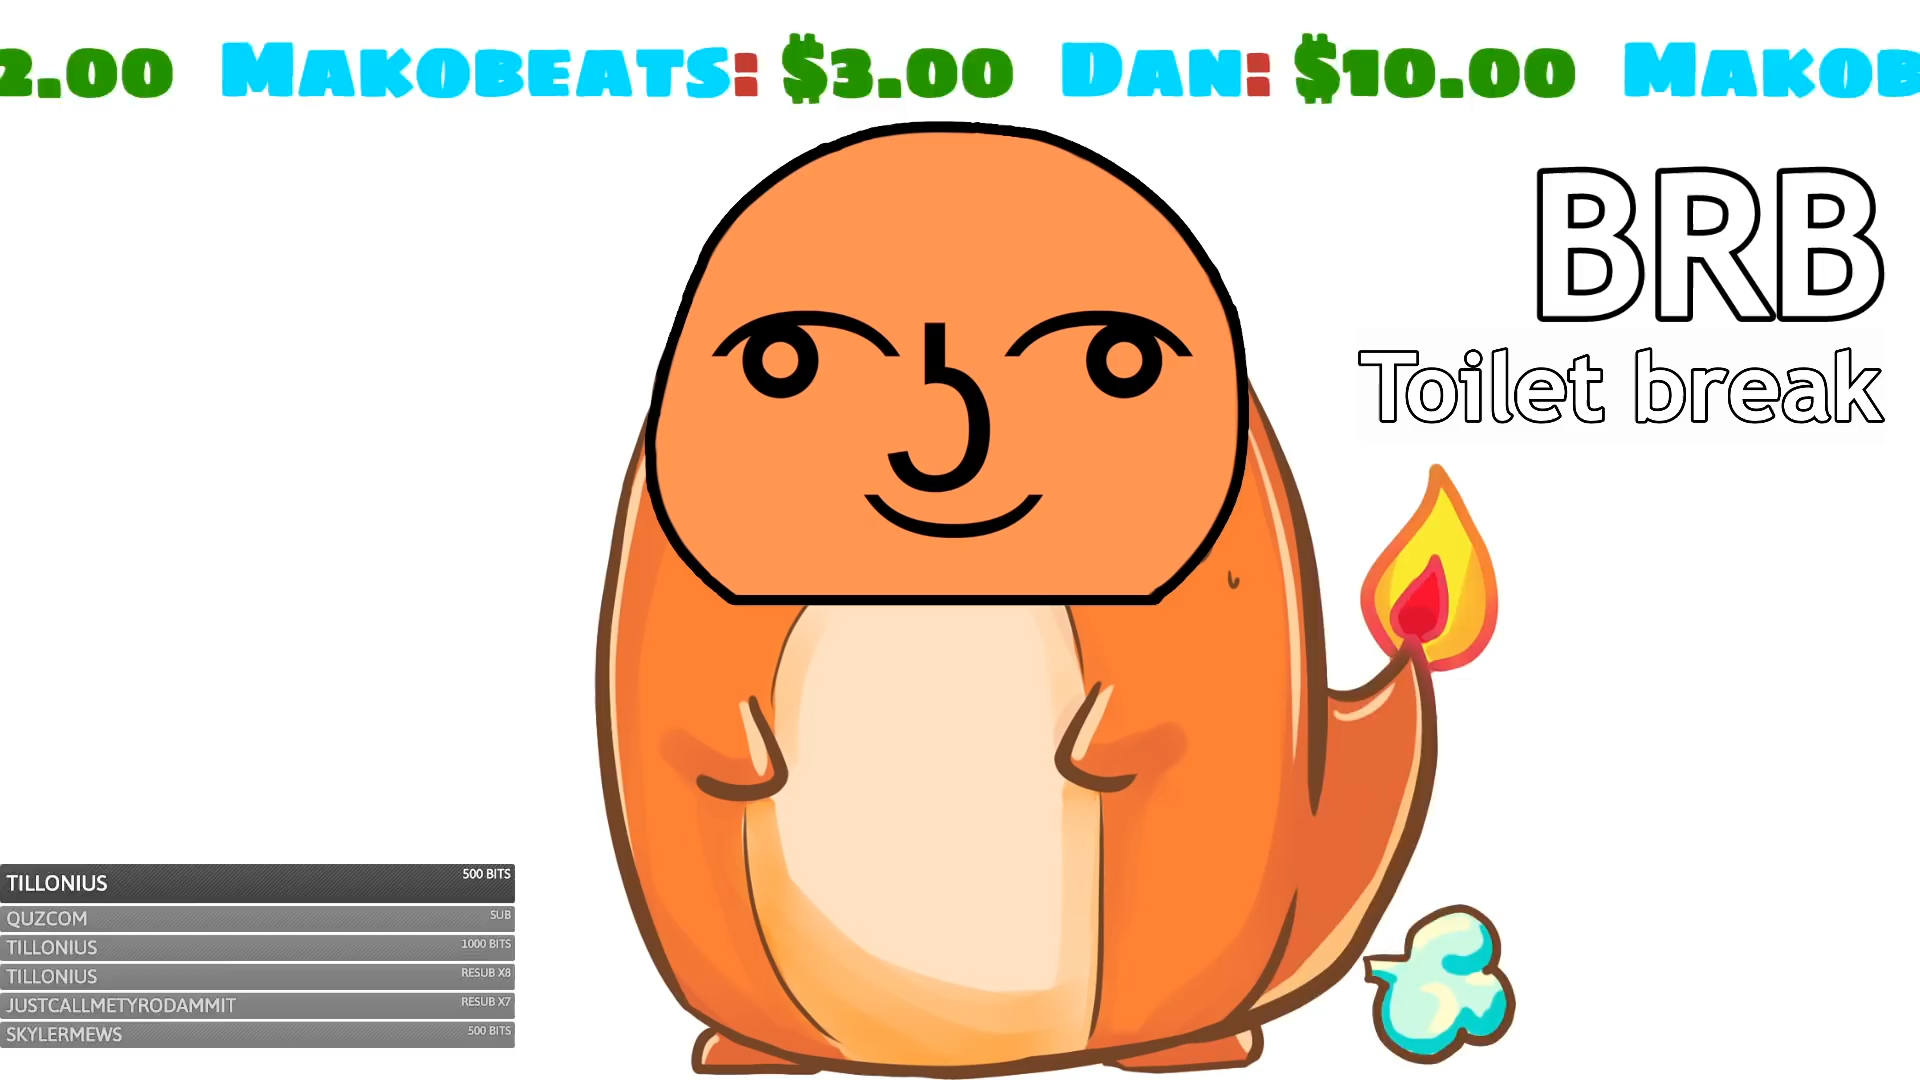 2.00 MAKOBEATS: $3.00 DAN: $10.00 MAKOB
BRB
Toilet break
TILLONIUS 500 BITS
QUZCOM SUB
TILLONIUS 1000 BITS
TILLONIUS RESUB X8
JUSTCALLMETYRODAMMIT RESUB X7
SKYLERMEWS 500 BITS